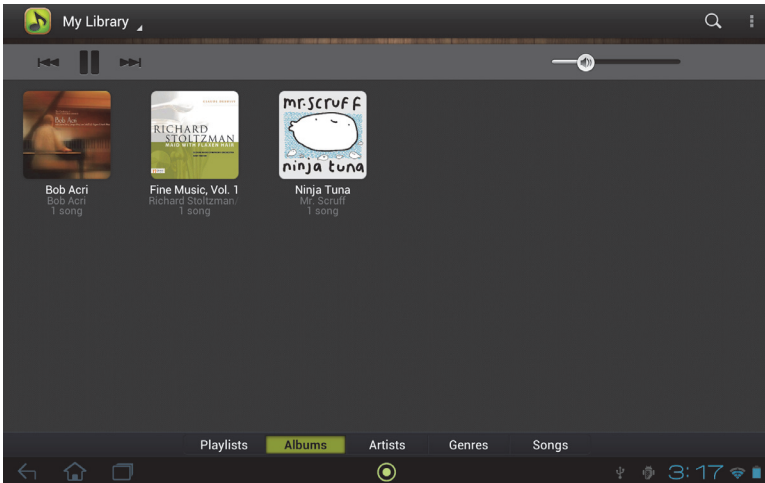 My Library
Bob Acri
RICHARD
STOLTZMAN
MAID WITH FLAXEN HAIR
mr. scruff
ninja tuna
Bob Acri
Bob Acri
1 song
Fine Music, Vol. 1
Richard Stoltzman/
1 song
Ninja Tuna
Mr. Scruff
1 song
Playlists Albums Artists Genres Songs
3:17